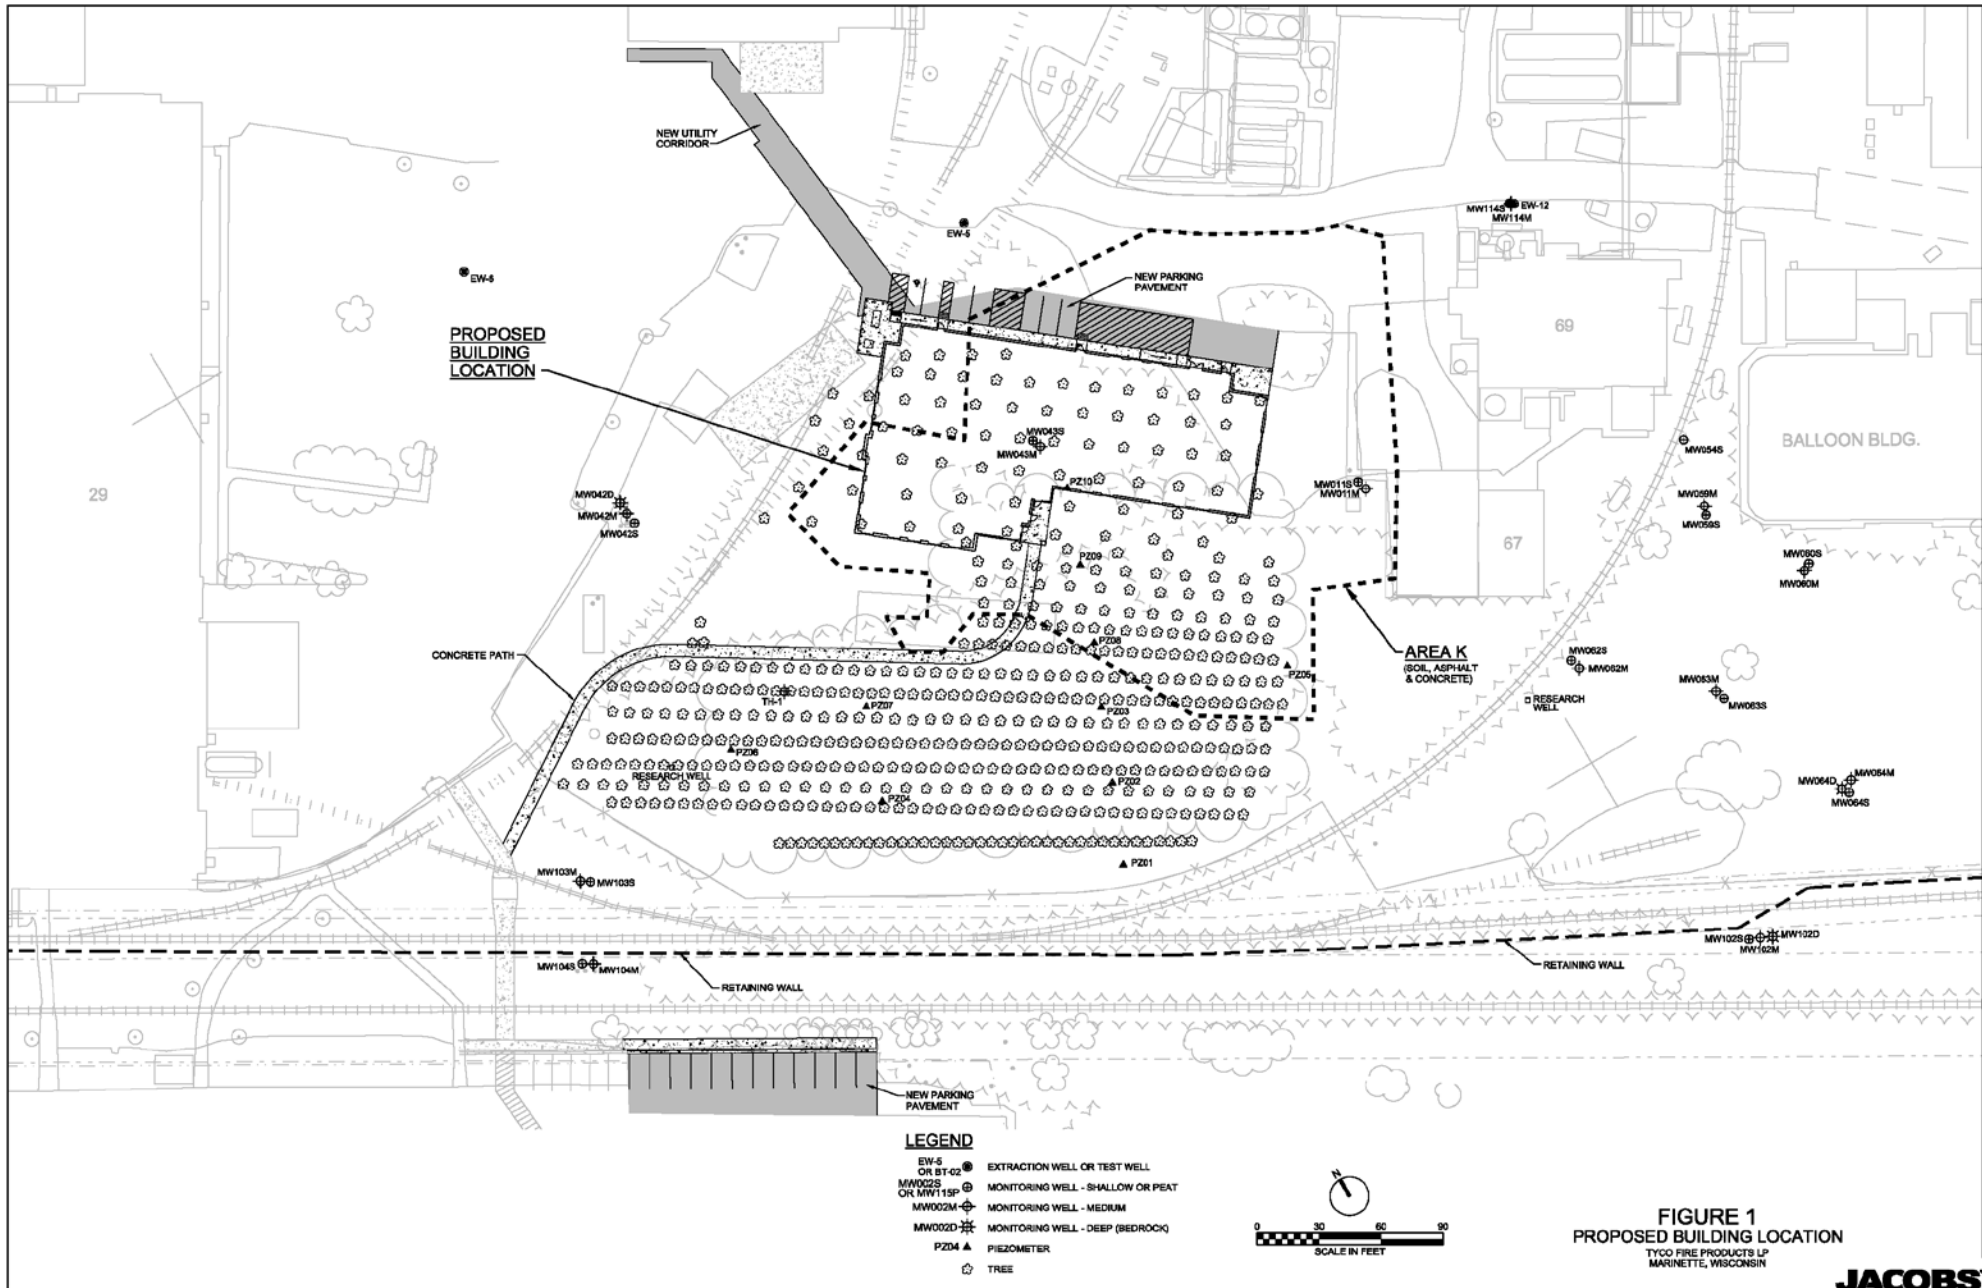 NEW UTILITY
CORRIDOR
EW-5
MW114S
EW-12
MW114M
EW-5
NEW PARKING
PAVEMENT
PROPOSED
BUILDING
LOCATION
69
BALLOON BLDG.
MW043S
MW043M
MW054S
29
MW042D
MW042M
MW042S
PZ10
MW011S
MW011M
MW059M
MW059S
67
PZ09
MW060S
MW060M
CONCRETE PATH
PZ08
AREA K
(SOIL, ASPHALT
& CONCRETE)
PZ05
MW062S
MW062M
MW063M
MW063S
RESEARCH
WELL
TH-1
PZ07
PZ03
PZ06
RESEARCH WELL
PZ02
PZ04
MW064D
MW064M
MW064S
PZ01
MW103M
MW103S
MW102S
MW102D
MW102M
MW104S
MW104M
RETAINING WALL
RETAINING WALL
NEW PARKING
PAVEMENT
LEGEND
EW-5
OR BT-02
EXTRACTION WELL OR TEST WELL
MW002S
OR MW115P
MONITORING WELL - SHALLOW OR PEAT
MW002M
MONITORING WELL - MEDIUM
MW002D
MONITORING WELL - DEEP (BEDROCK)
PZ04
PIEZOMETER
TREE
N
0 30 60 90
SCALE IN FEET
FIGURE 1
PROPOSED BUILDING LOCATION
TYCO FIRE PRODUCTS LP
MARINETTE, WISCONSIN
JACOBS